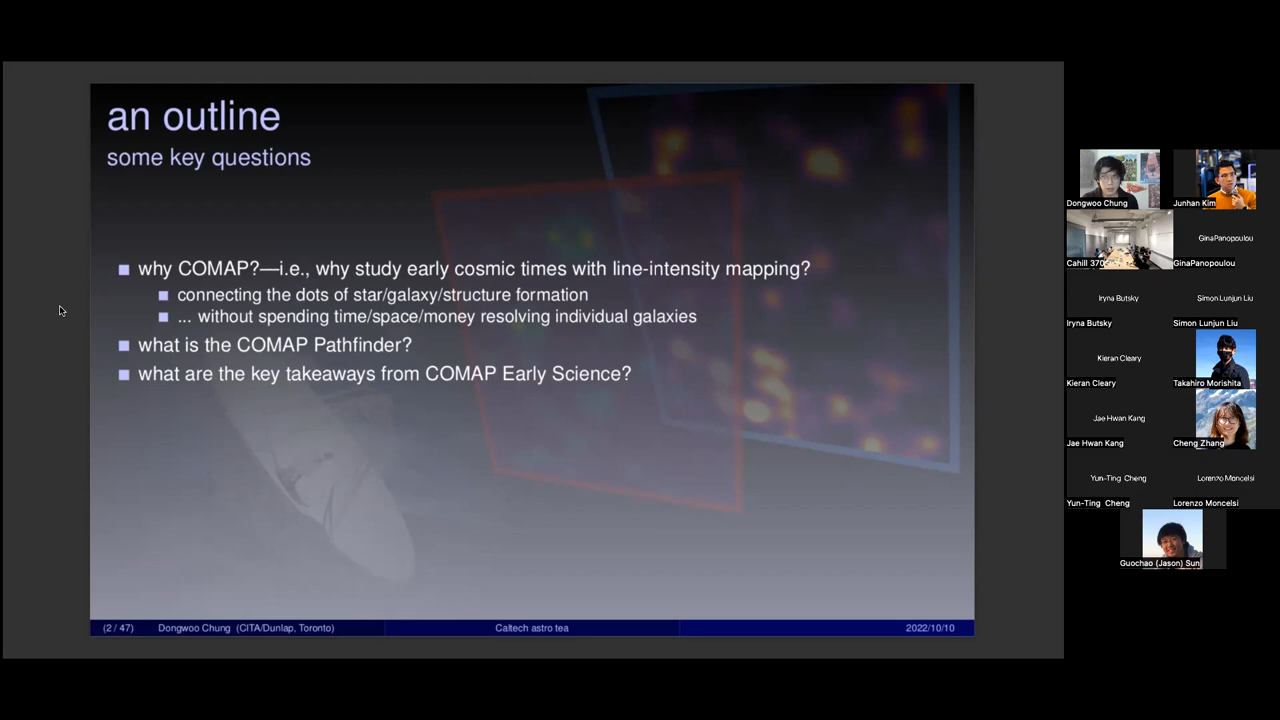 an outline
some key questions
why COMAP?—i.e., why study early cosmic times with line-intensity mapping?
connecting the dots of star/galaxy/structure formation
... without spending time/space/money resolving individual galaxies
what is the COMAP Pathfinder?
what are the key takeaways from COMAP Early Science?
(2 / 47) Dongwoo Chung (CITA/Dunlap, Toronto) Caltech astro tea 2022/10/10
Dongwoo Chung
Junhan Kim
Cahill 370
GinaPanopoulou
GinaPanopoulou
Iryna Butsky
Simon Lunjun Liu
Iryna Butsky
Simon Lunjun Liu
Kieran Cleary
Kieran Cleary
Takahiro Morishita
Jae Hwan Kang
Jae Hwan Kang
Cheng Zhang
Yun-Ting Cheng
Lorenzo Moncelsi
Yun-Ting Cheng
Lorenzo Moncelsi
Guochao (Jason) Sun